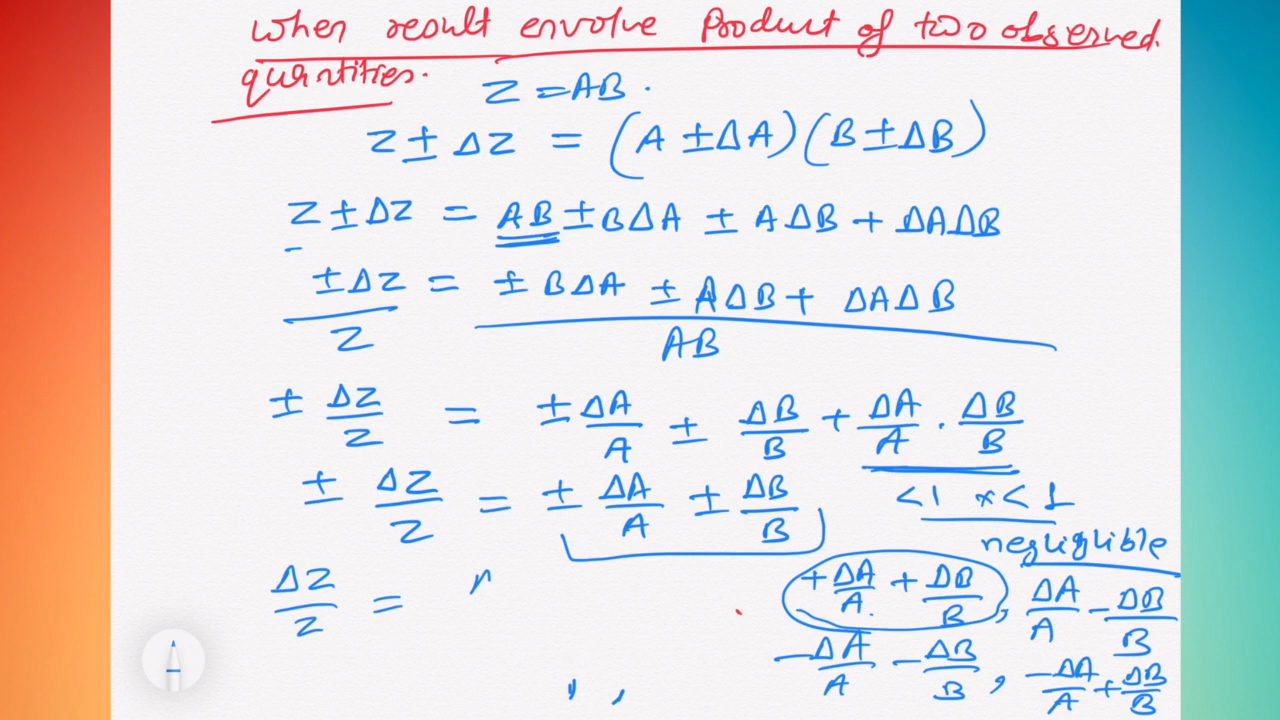 when result envolve Product of two observed.
quantities.
Z = AB.
Z ± ΔZ = (A ± ΔA) (B ± ΔB)
Z ± ΔZ = AB ± BΔA ± AΔB + ΔAΔB
± ΔZ / Z = ± BΔA ± AΔB + ΔAΔB / AB
± ΔZ/Z = ± ΔA/A ± ΔB/B + ΔA/A . ΔB/B
± ΔZ/Z = ± ΔA/A ± ΔB/B
<1 × <1
negliglible
ΔZ/Z =
+ ΔA/A. + ΔB/B, ΔA/A - ΔB/B
- ΔA/A - ΔB/B, - ΔA/A + ΔB/B